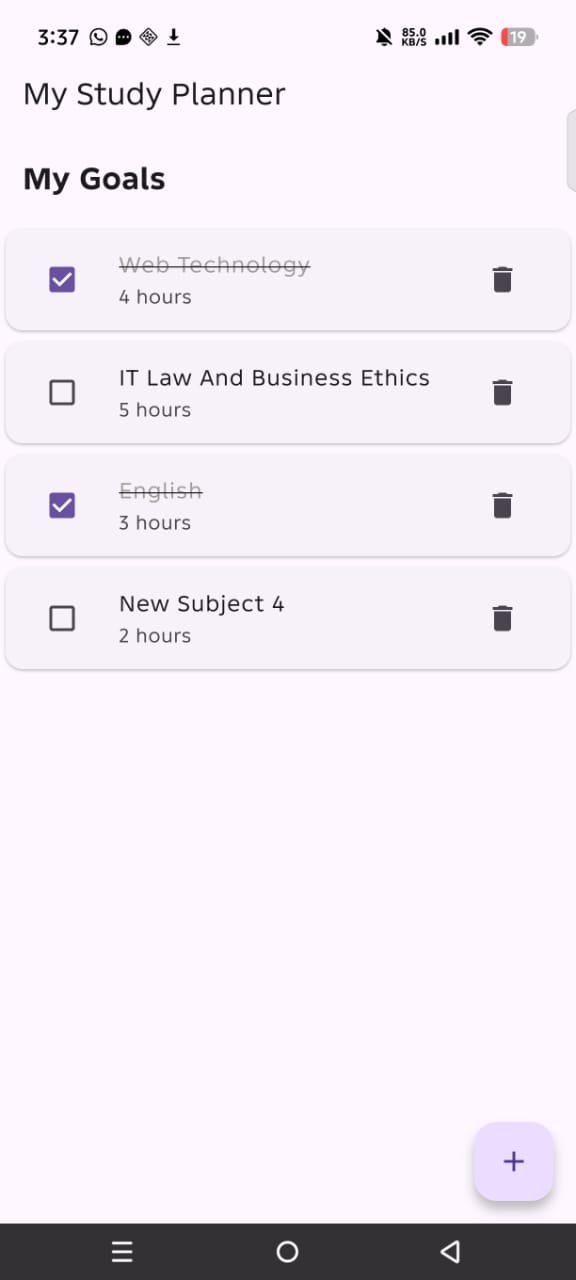 3:37 85.0 KB/S 19
My Study Planner
My Goals
Web Technology
4 hours
IT Law And Business Ethics
5 hours
English
3 hours
New Subject 4
2 hours
+